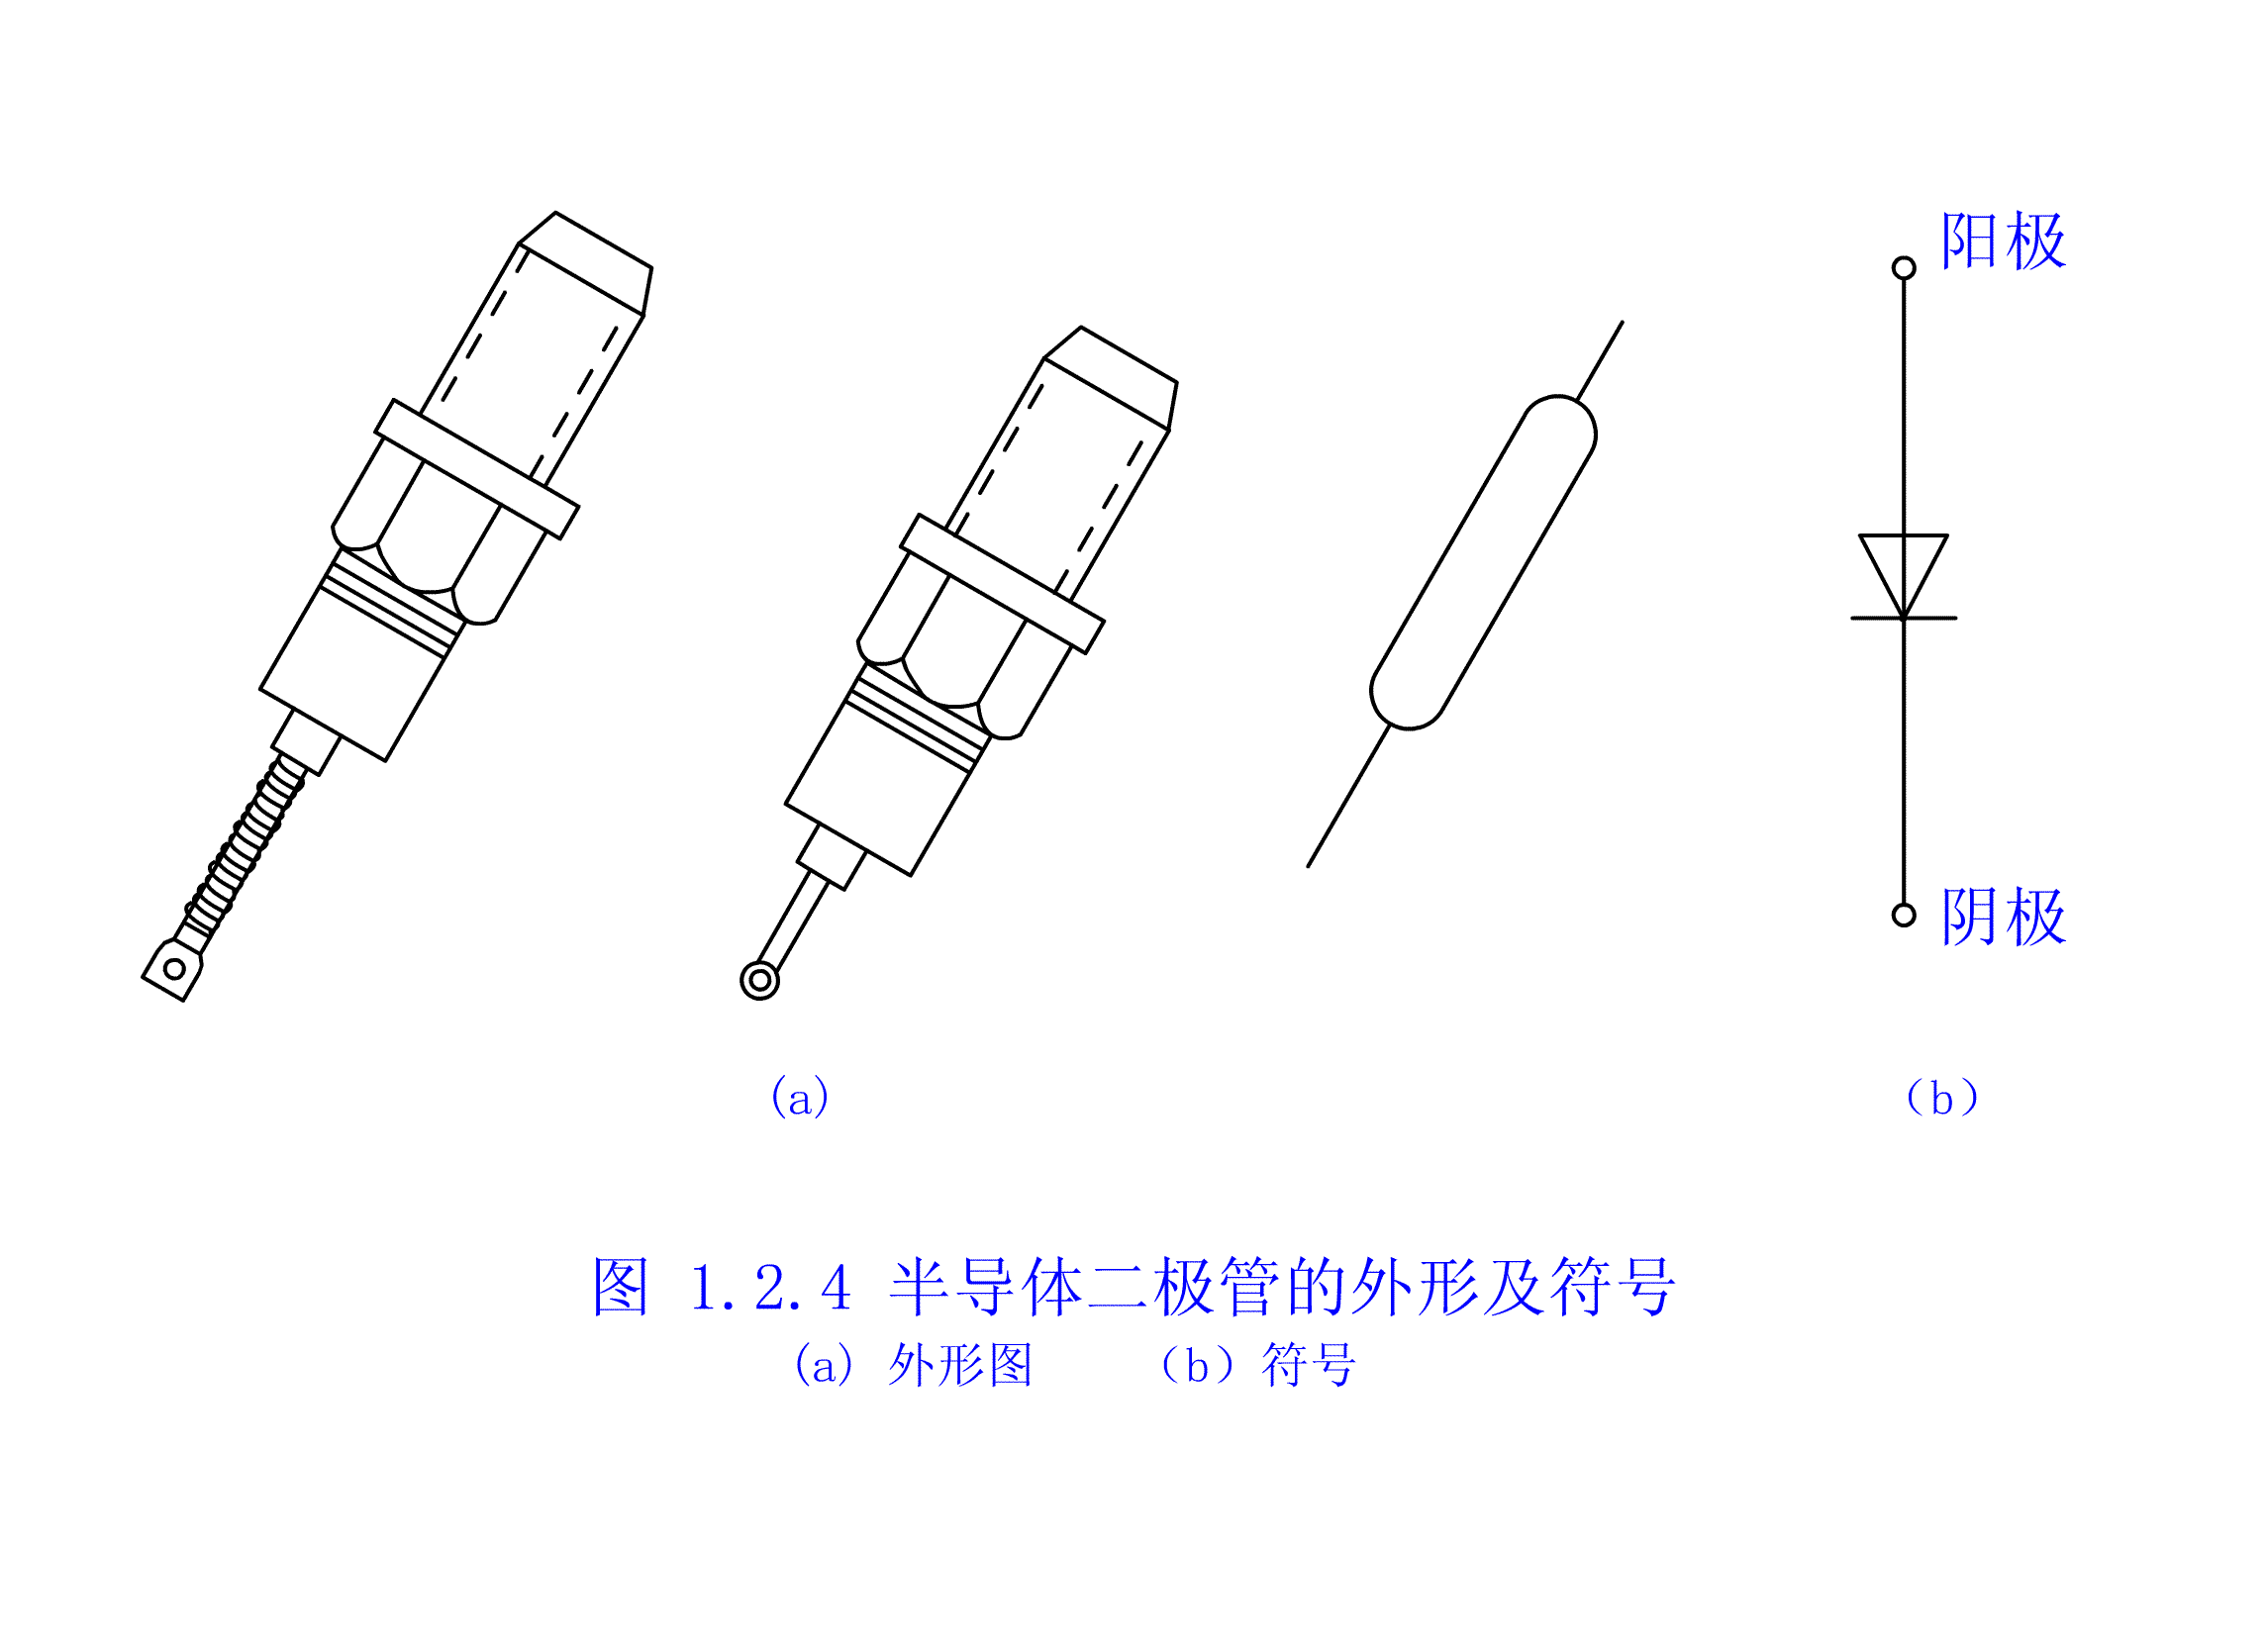 阳极
阴极
(a)
(b)
图 1.2.4 半导体二极管的外形及符号
(a) 外形图 (b) 符号